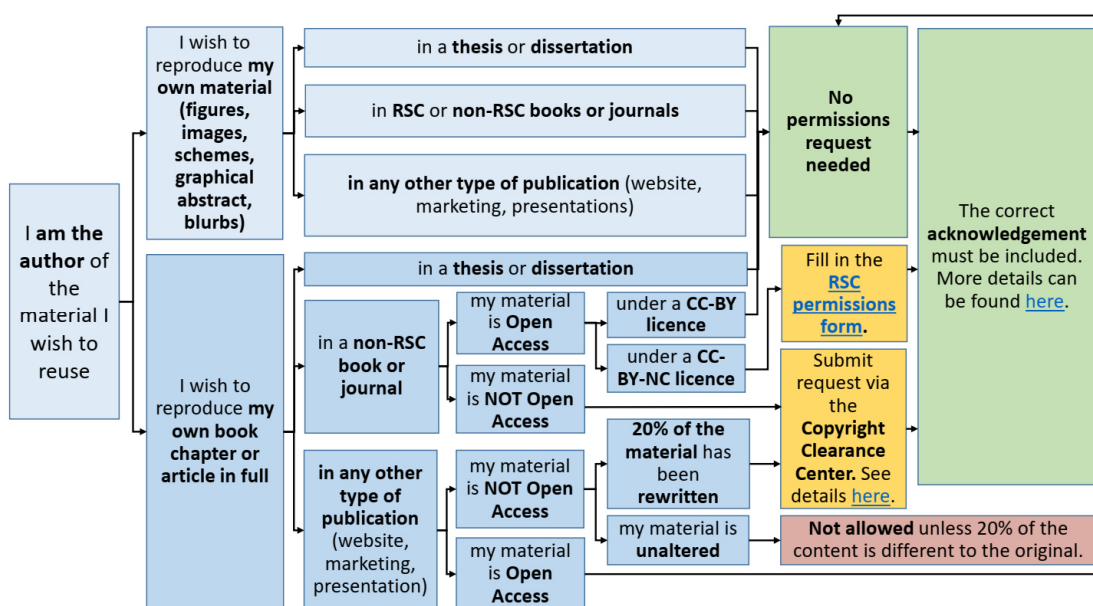 I am the
author of
the
material I
wish to
reuse
I wish to
reproduce my
own material
(figures,
images,
schemes,
graphical
abstract,
blurbs)
in a thesis or dissertation
in RSC or non-RSC books or journals
in any other type of publication (website,
marketing, presentations)
No
permissions
request
needed
The correct
acknowledgement
must be included.
More details can
be found here.
I wish to
reproduce my
own book
chapter or
article in full
in a thesis or dissertation
in a non-RSC
book or
journal
my material
is Open
Access
under a CC-BY
licence
under a CC-
BY-NC licence
Fill in the
RSC
permissions
form.
my material
is NOT Open
Access
Submit
request via
the
Copyright
Clearance
Center. See
details here.
in any other
type of
publication
(website,
marketing,
presentation)
my material
is NOT Open
Access
20% of the
material has
been
rewritten
my material is
unaltered
Not allowed unless 20% of the
content is different to the original.
my material
is Open
Access